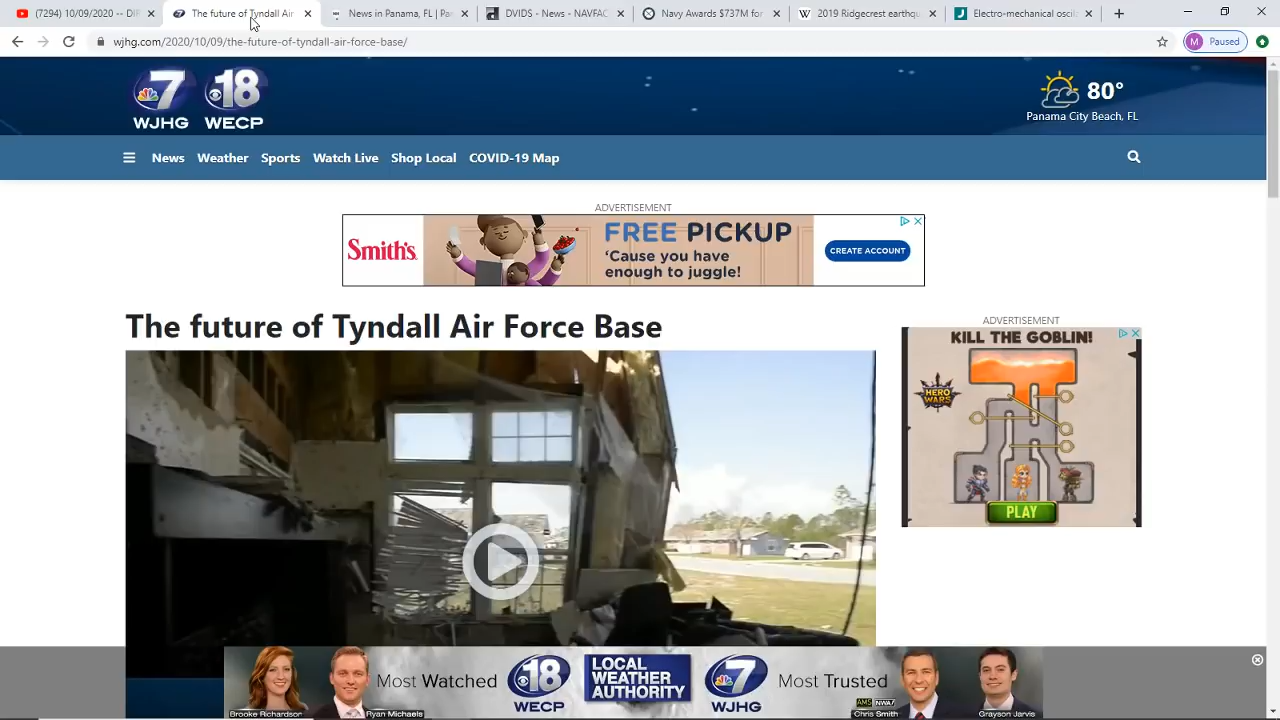 (7294) 10/09/2020 -- DIR
The future of Tyndall Air
News in Panama, FL | Pa
DVIDS - News - NAVFAC
Navy Awards $737M for
2019 Ridgecrest earthqu
Electro-mechanical oscil
wjhg.com/2020/10/09/the-future-of-tyndall-air-force-base/
M Paused
7 18
WJHG WECP
80°
Panama City Beach, FL
News Weather Sports Watch Live Shop Local COVID-19 Map
ADVERTISEMENT
Smith's
FREE PICKUP
'Cause you have
enough to juggle!
CREATE ACCOUNT
The future of Tyndall Air Force Base
ADVERTISEMENT
KILL THE GOBLIN!
HERO
WARS
PLAY
Brooke Richardson
Ryan Michaels
Most Watched
18
WECP
LOCAL
WEATHER
AUTHORITY
7
WJHG
Most Trusted
AMS NWA
Chris Smith
Grayson Jarvis